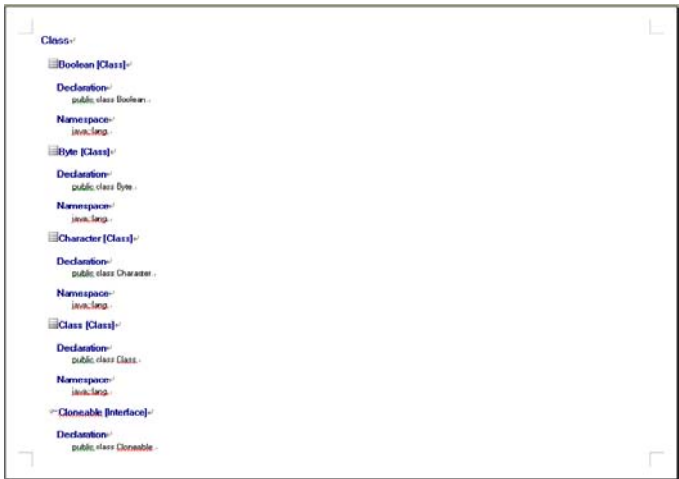 Class
Boolean [Class]
Declaration
public class Boolean
Namespace
java.lang
Byte [Class]
Declaration
public class Byte
Namespace
java.lang
Character [Class]
Declaration
public class Character
Namespace
java.lang
Class [Class]
Declaration
public class Class
Namespace
java.lang
Cloneable [Interface]
Declaration
public class Cloneable